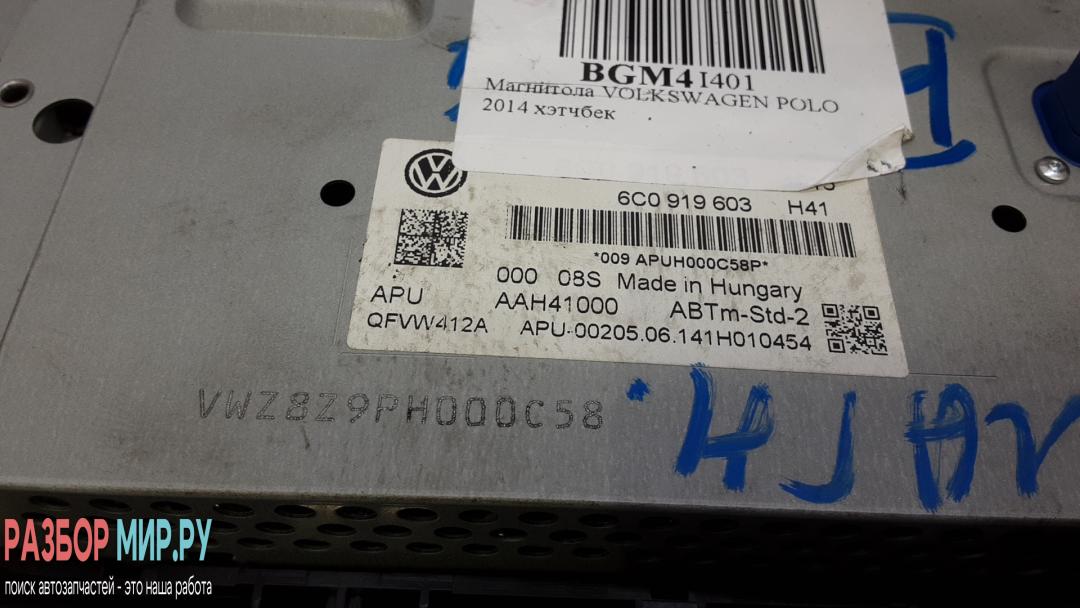 BGM4I401
Магнитола VOLKSWAGEN POLO
2014 хэтчбек
6C0 919 603 H41
*009 APUH000C58P*
000 08S Made in Hungary
APU AAH41000 ABTm-Std-2
QFVW412A APU-00205.06.141H010454
VWZ8Z9PH000C58
РАЗБОР МИР.РУ
поиск автозапчастей - это наша работа